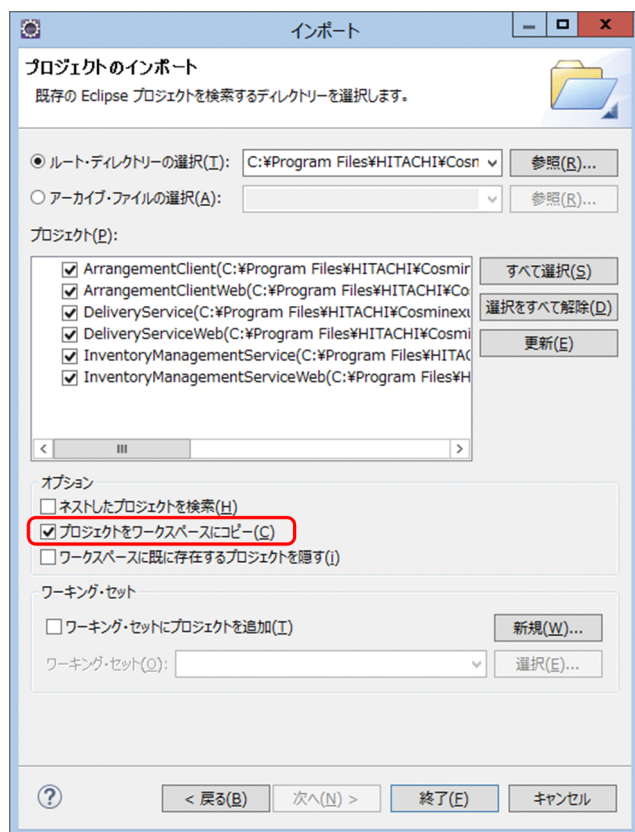 インポート
プロジェクトのインポート
既存の Eclipse プロジェクトを検索するディレクトリーを選択します。
ルート・ディレクトリーの選択(T): C:¥Program Files¥HITACHI¥Cosn 参照(R)...
アーカイブ・ファイルの選択(A): 参照(R)...
プロジェクト(P):
ArrangementClient(C:¥Program Files¥HITACHI¥Cosmir すべて選択(S)
ArrangementClientWeb(C:¥Program Files¥HITACHI¥Co
DeliveryService(C:¥Program Files¥HITACHI¥Cosminexu 選択をすべて解除(D)
DeliveryServiceWeb(C:¥Program Files¥HITACHI¥Cosmi
InventoryManagementService(C:¥Program Files¥HITAC 更新(E)
InventoryManagementServiceWeb(C:¥Program Files¥H
オプション
ネストしたプロジェクトを検索(H)
プロジェクトをワークスペースにコピー(C)
ワークスペースに既に存在するプロジェクトを隠す(i)
ワーキング・セット
ワーキング・セットにプロジェクトを追加(T) 新規(W)...
ワーキング・セット(O): 選択(E)...
< 戻る(B) 次へ(N) > 終了(F) キャンセル